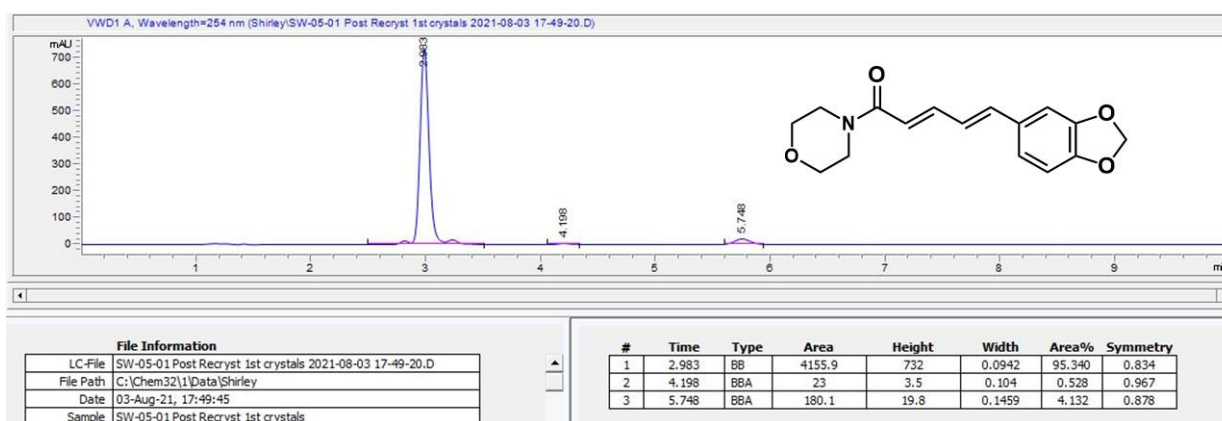 VWD1 A, Wavelength=254 nm (Shirley\SW-05-01 Post Recryst 1st crystals 2021-08-03 17-49-20.D)
mAU
700
600
500
400
300
200
100
0
2.983
4.198
5.748
1 2 3 4 5 6 7 8 9
O
N
O
O
O
File Information
LC-File SW-05-01 Post Recryst 1st crystals 2021-08-03 17-49-20.D
File Path C:\Chem32\1\Data\Shirley
Date 03-Aug-21, 17:49:45
Sample SW-05-01 Post Recryst 1st crystals
# Time Type Area Height Width Area% Symmetry
1 2.983 BB 4155.9 732 0.0942 95.340 0.834
2 4.198 BBA 23 3.5 0.104 0.528 0.967
3 5.748 BBA 180.1 19.8 0.1459 4.132 0.878